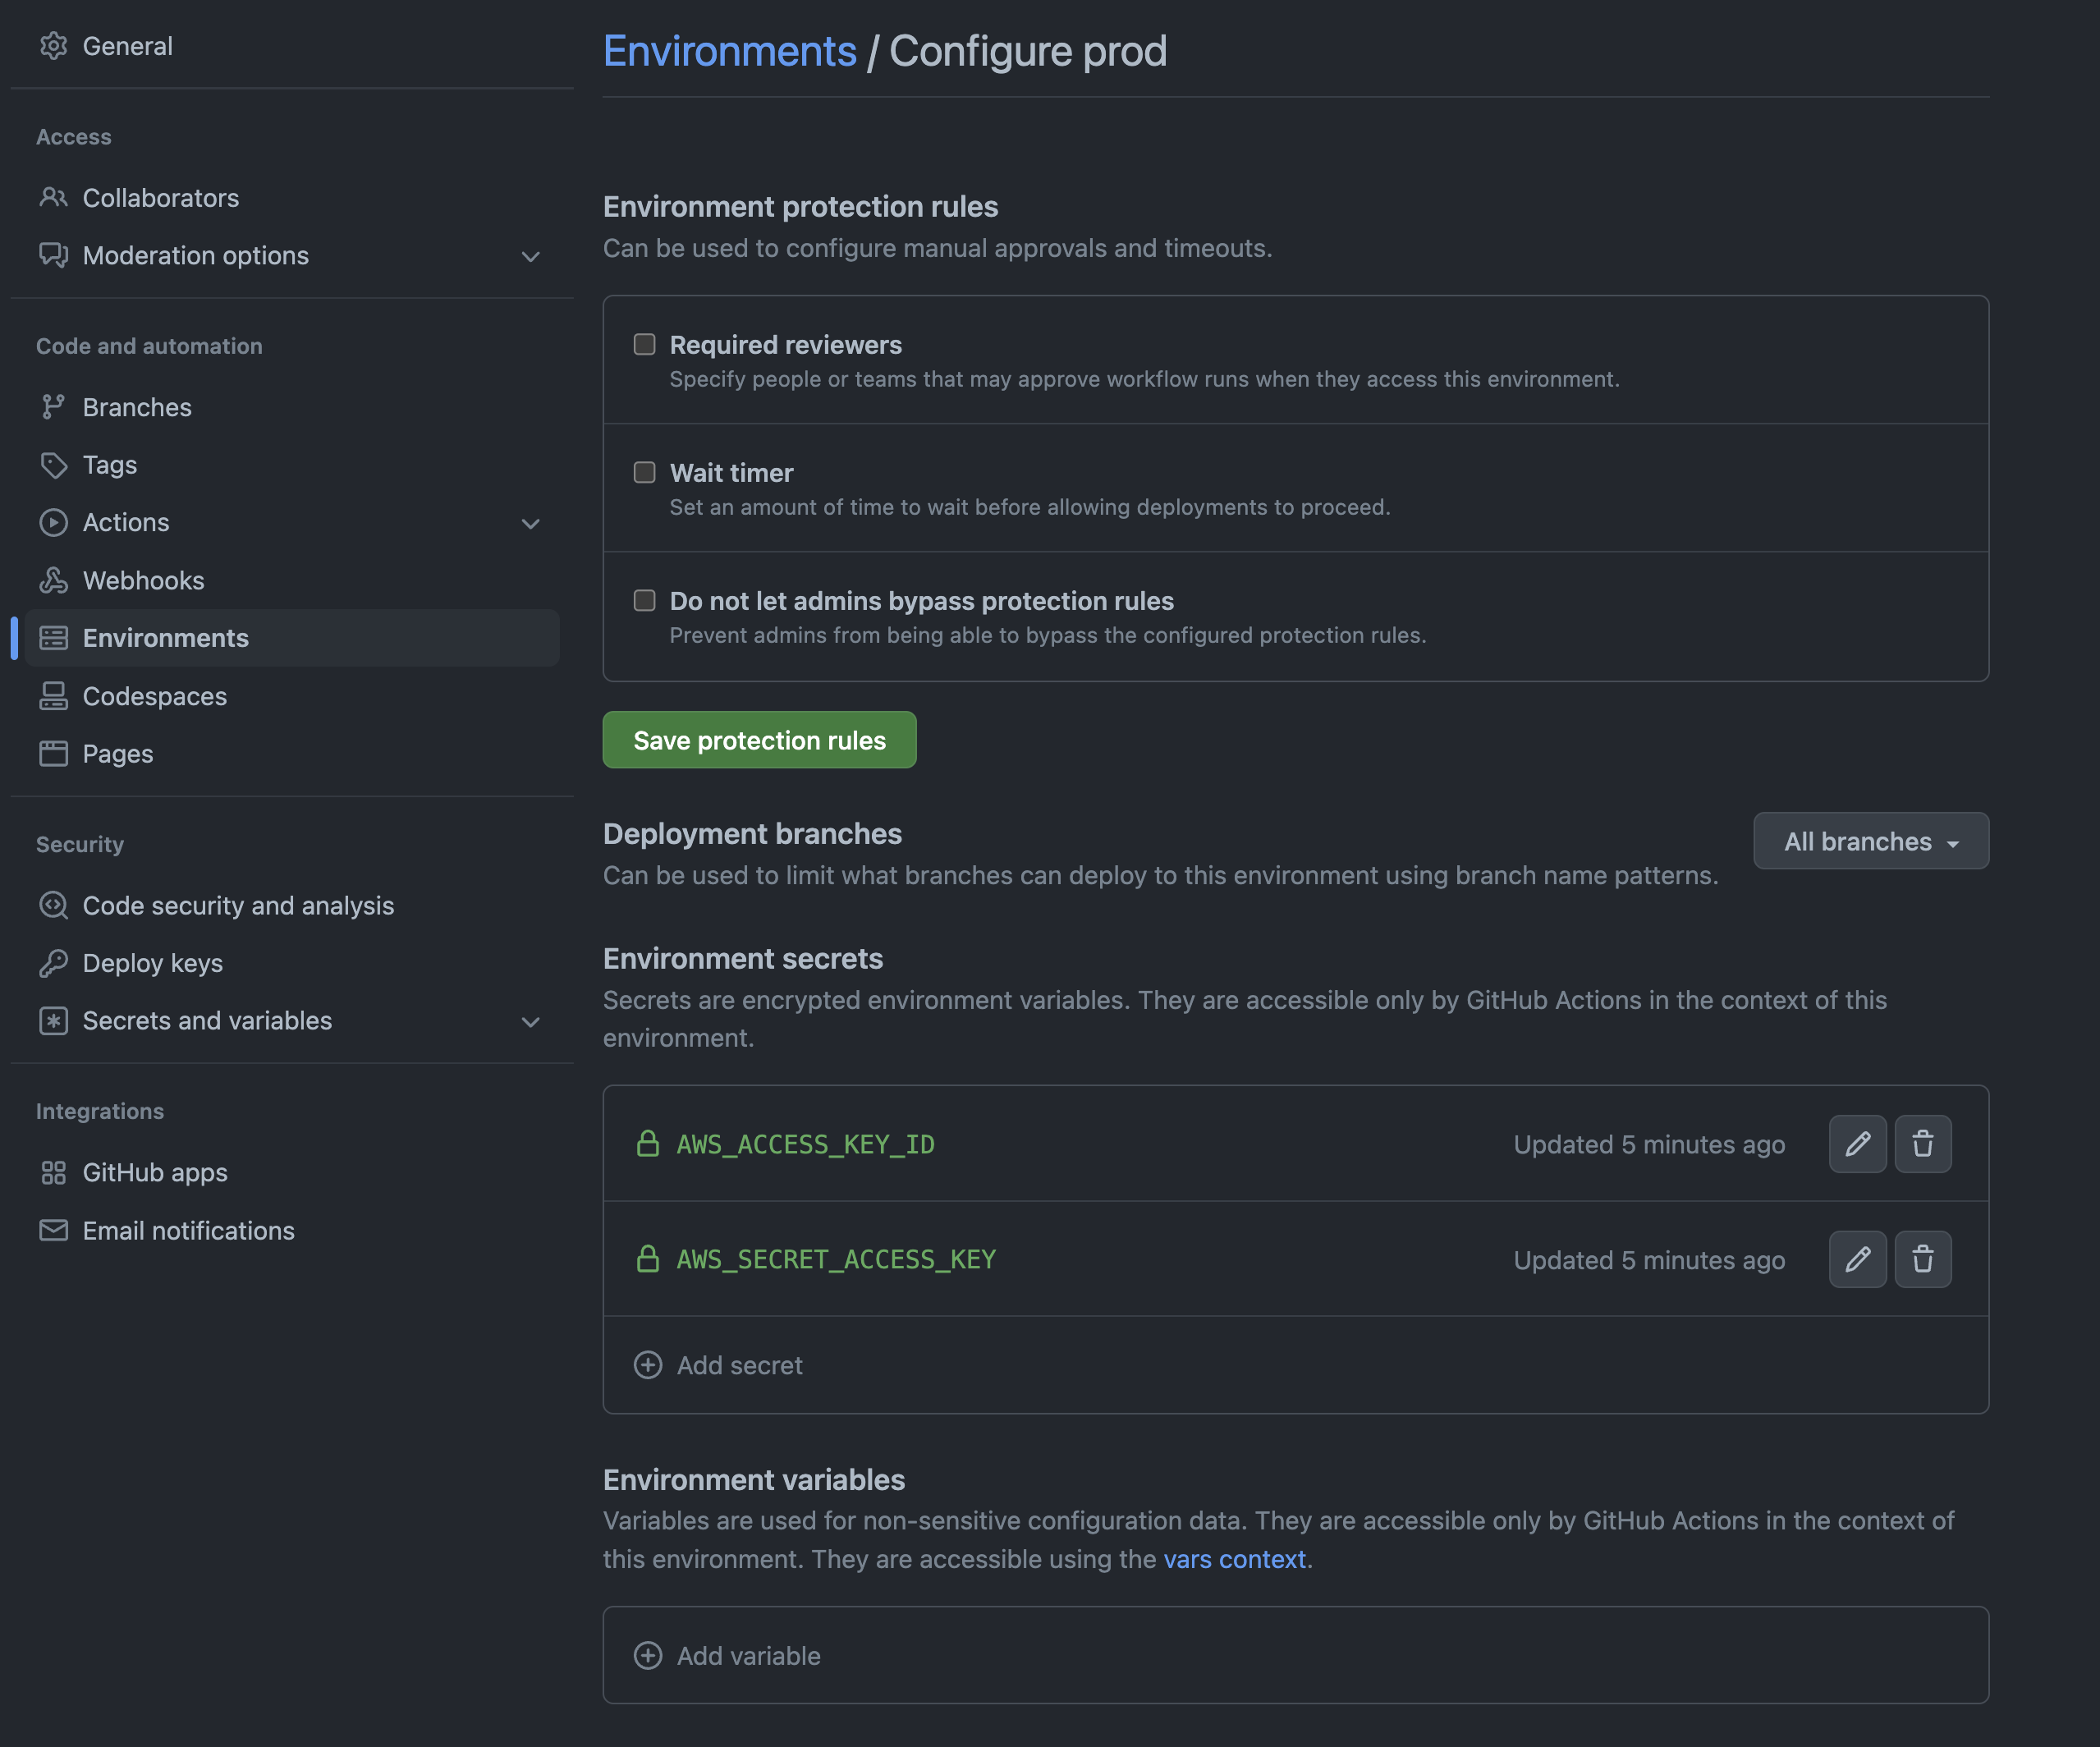 General
Access
Collaborators
Moderation options
Code and automation
Branches
Tags
Actions
Webhooks
Environments
Codespaces
Pages
Security
Code security and analysis
Deploy keys
Secrets and variables
Integrations
GitHub apps
Email notifications
Environments / Configure prod
Environment protection rules
Can be used to configure manual approvals and timeouts.
Required reviewers
Specify people or teams that may approve workflow runs when they access this environment.
Wait timer
Set an amount of time to wait before allowing deployments to proceed.
Do not let admins bypass protection rules
Prevent admins from being able to bypass the configured protection rules.
Save protection rules
Deployment branches
All branches
Can be used to limit what branches can deploy to this environment using branch name patterns.
Environment secrets
Secrets are encrypted environment variables. They are accessible only by GitHub Actions in the context of this
environment.
AWS_ACCESS_KEY_ID Updated 5 minutes ago
AWS_SECRET_ACCESS_KEY Updated 5 minutes ago
Add secret
Environment variables
Variables are used for non-sensitive configuration data. They are accessible only by GitHub Actions in the context of
this environment. They are accessible using the vars context.
Add variable